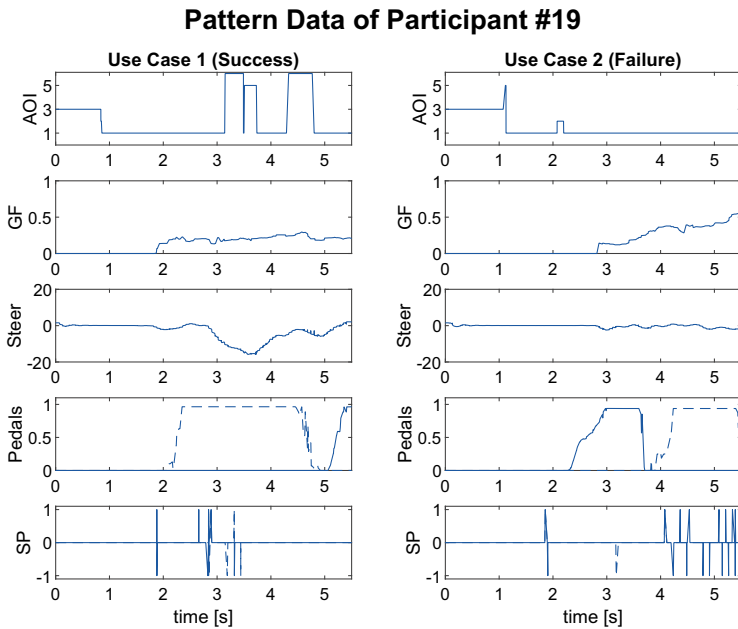 Pattern Data of Participant #19
Use Case 1 (Success)
AOI
5
3
1
0 1 2 3 4 5
GF
1
0.5
0
0 1 2 3 4 5
Steer
20
0
-20
0 1 2 3 4 5
Pedals
1
0.5
0
0 1 2 3 4 5
SP
1
0
-1
0 1 2 3 4 5
time [s]
Use Case 2 (Failure)
AOI
5
3
1
0 1 2 3 4 5
GF
1
0.5
0
0 1 2 3 4 5
Steer
20
0
-20
0 1 2 3 4 5
Pedals
1
0.5
0
0 1 2 3 4 5
SP
1
0
-1
0 1 2 3 4 5
time [s]